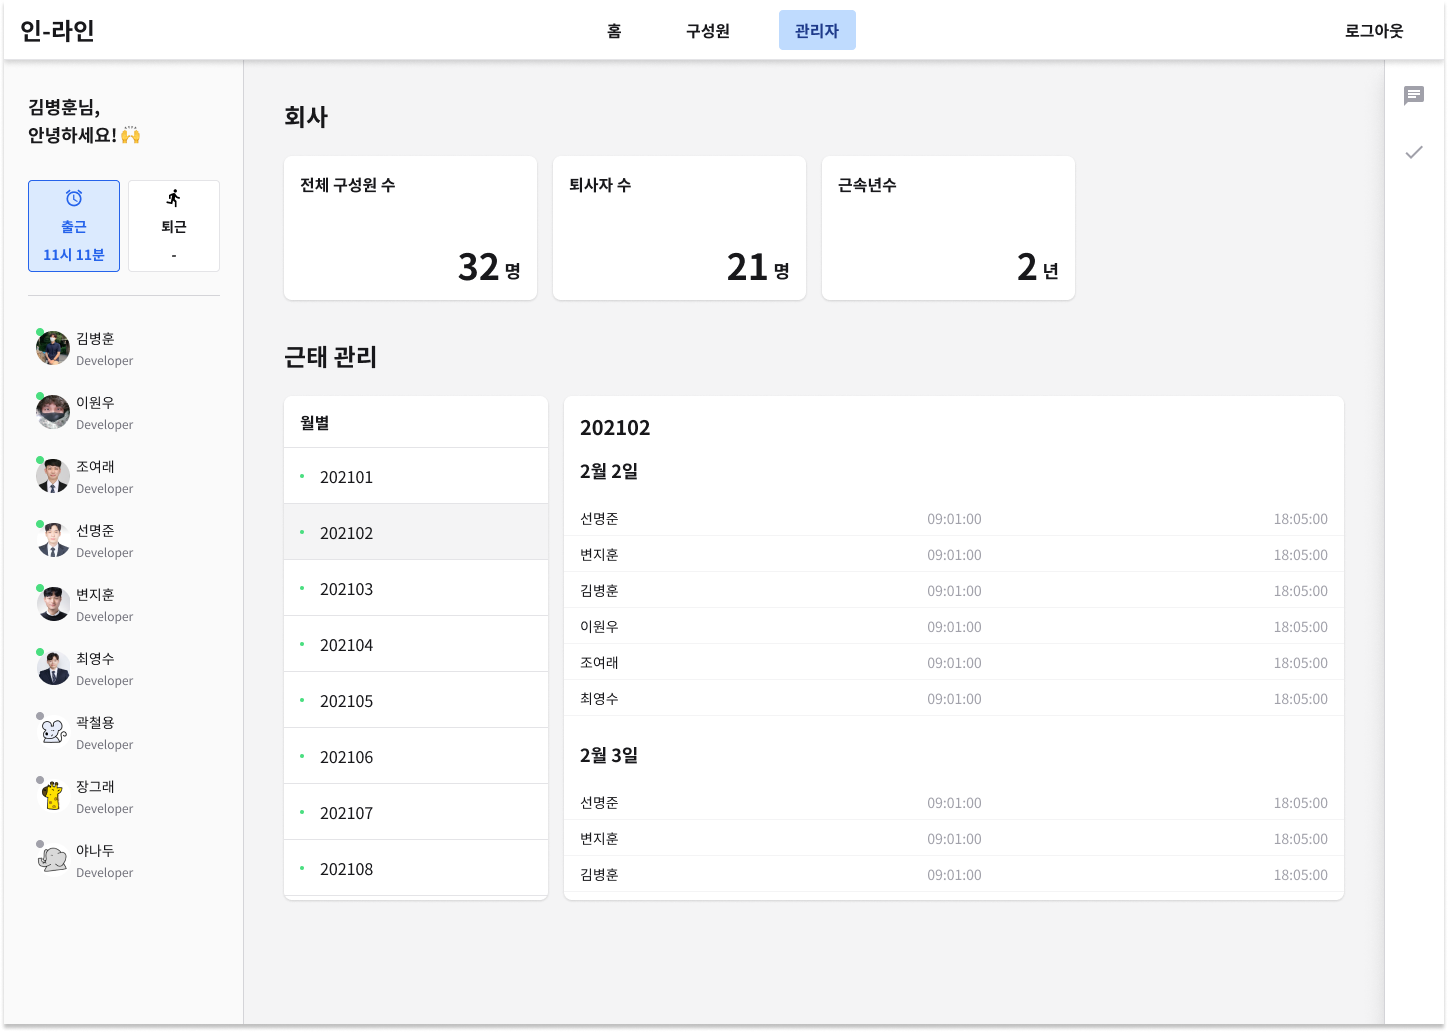 인-라인
홈
구성원
관리자
로그아웃
김병훈님,
안녕하세요!🙌
출근
11시 11분
퇴근
-
김병훈
Developer
이원우
Developer
조여래
Developer
선명준
Developer
변지훈
Developer
최영수
Developer
곽철용
Developer
장그래
Developer
야나두
Developer
회사
전체 구성원 수
32 명
퇴사자 수
21 명
근속년수
2 년
근태 관리
월별
202101
202102
202103
202104
202105
202106
202107
202108
202102
2월 2일
선명준 09:01:00 18:05:00
변지훈 09:01:00 18:05:00
김병훈 09:01:00 18:05:00
이원우 09:01:00 18:05:00
조여래 09:01:00 18:05:00
최영수 09:01:00 18:05:00
2월 3일
선명준 09:01:00 18:05:00
변지훈 09:01:00 18:05:00
김병훈 09:01:00 18:05:00